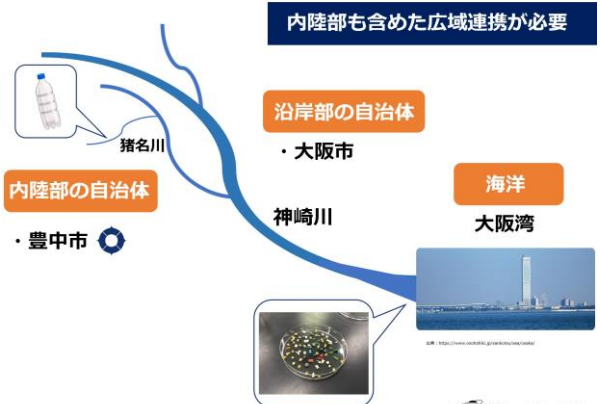 内陸部も含めた広域連携が必要
沿岸部の自治体
・大阪市
猪名川
内陸部の自治体
・豊中市
神崎川
海洋
大阪湾